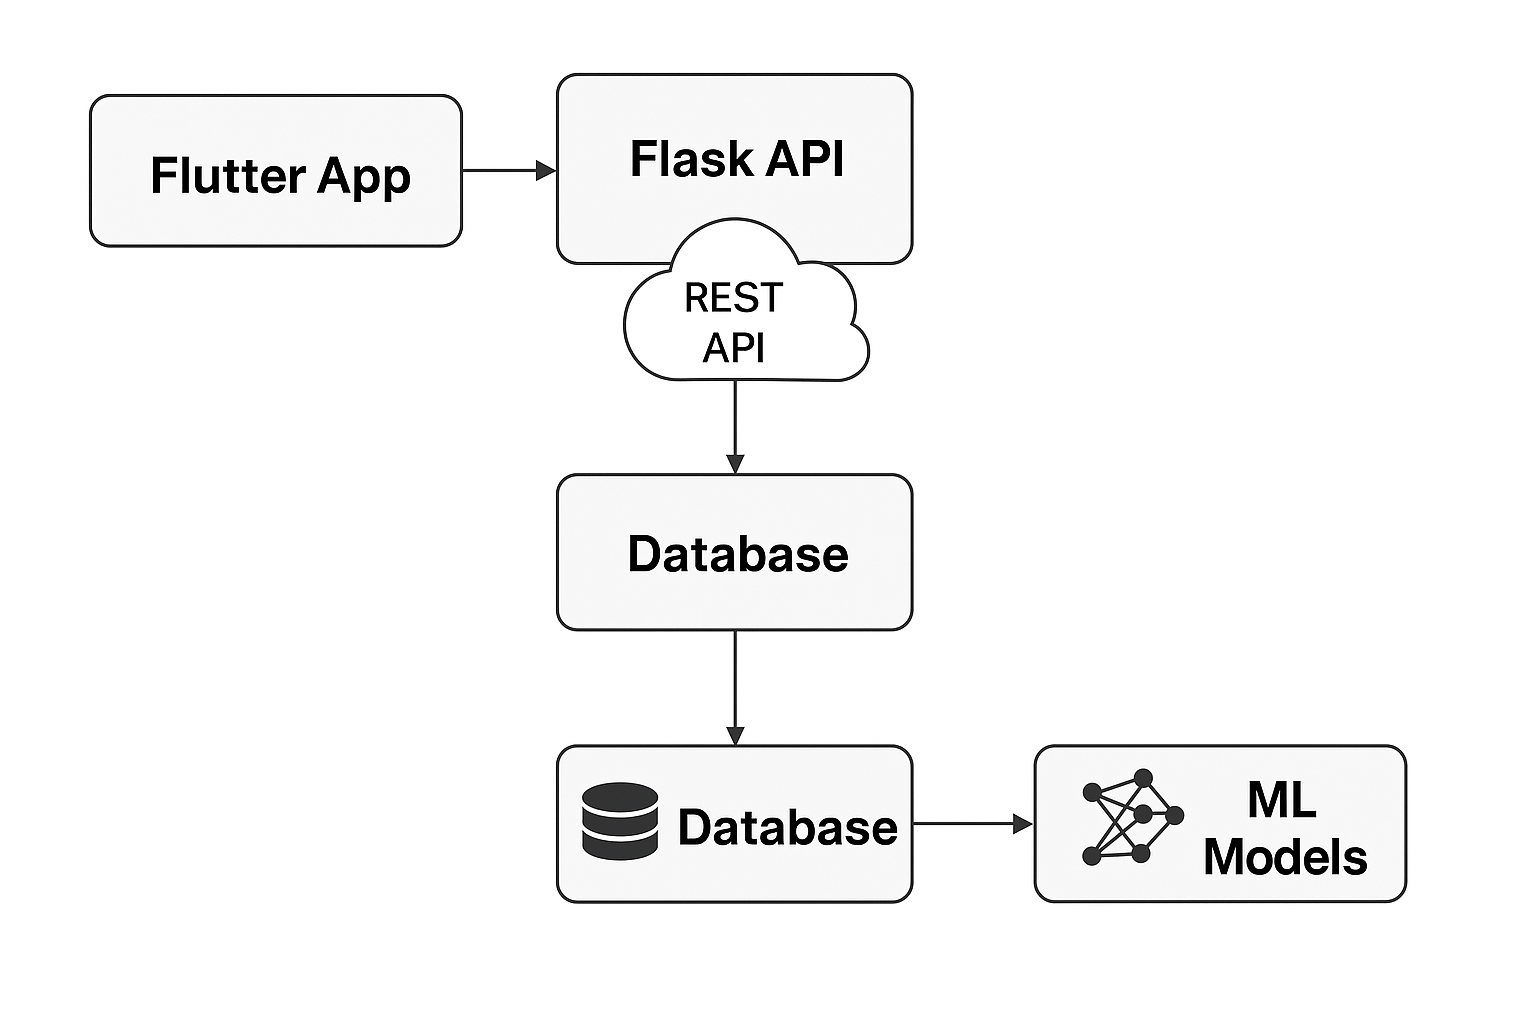 Flutter App
Flask API
REST
API
Database
Database
ML
Models